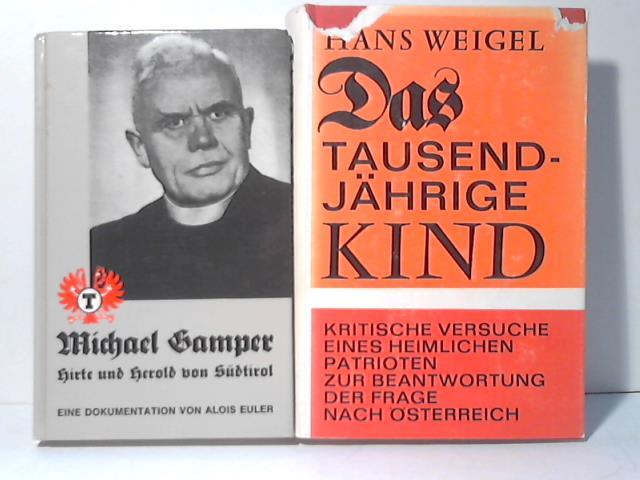 T
Michael Gamper
Hirte und Herold von Südtirol
EINE DOKUMENTATION VON ALOIS EULER
HANS WEIGEL
Das
TAUSEND-
JÄHRIGE
KIND
KRITISCHE VERSUCHE
EINES HEIMLICHEN
PATRIOTEN
ZUR BEANTWORTUNG
DER FRAGE
NACH ÖSTERREICH